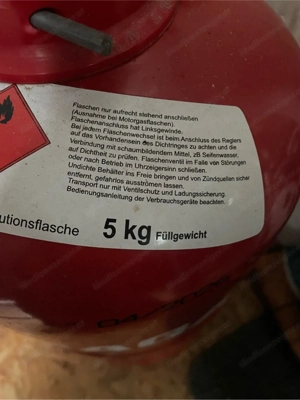 Flaschen nur aufrecht stehend anschließen
(Ausnahme bei Motorgasflaschen).
Flaschenanschluss hat Linksgewinde.
Bei jedem Flaschenwechsel ist beim Anschluss des Reglers
auf das Vorhandensein des Dichtringes zu achten und die
Verbindung mit schaumbildendem Mittel, zB Seifenwasser,
auf Dichtheit zu prüfen. Flaschenventil im Falle von Störungen
oder nach Betrieb im Uhrzeigersinn schließen.
Undichte Behälter ins Freie bringen und von Zündquellen sicher
entfernt, gefahrlos ausströmen lassen.
Transport nur mit Ventilschutz und Ladungssicherung.
Bedienungsanleitung der Verbrauchsgeräte beachten.
utionsflasche 5 kg Füllgewicht